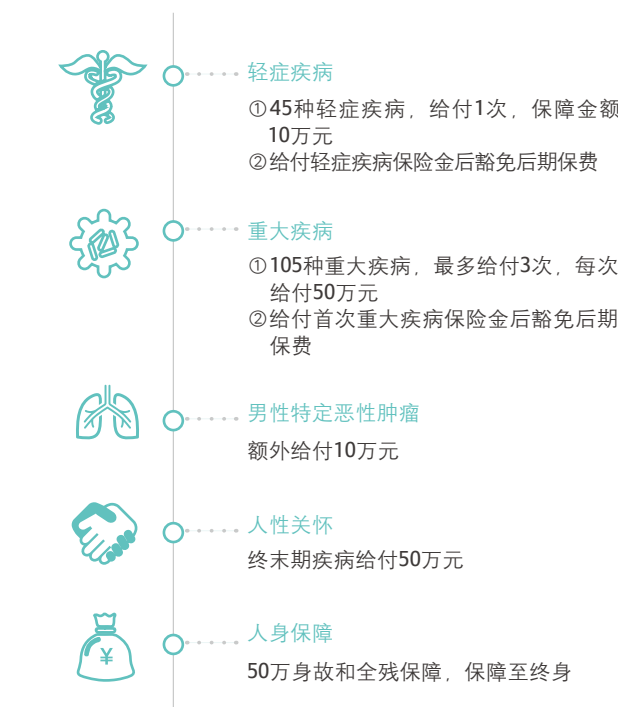 轻症疾病
①45种轻症疾病，给付1次，保障金额
10万元
②给付轻症疾病保险金后豁免后期保费
重大疾病
①105种重大疾病，最多给付3次，每次
给付50万元
②给付首次重大疾病保险金后豁免后期
保费
男性特定恶性肿瘤
额外给付10万元
人性关怀
终末期疾病给付50万元
人身保障
¥
50万身故和全残保障，保障至终身